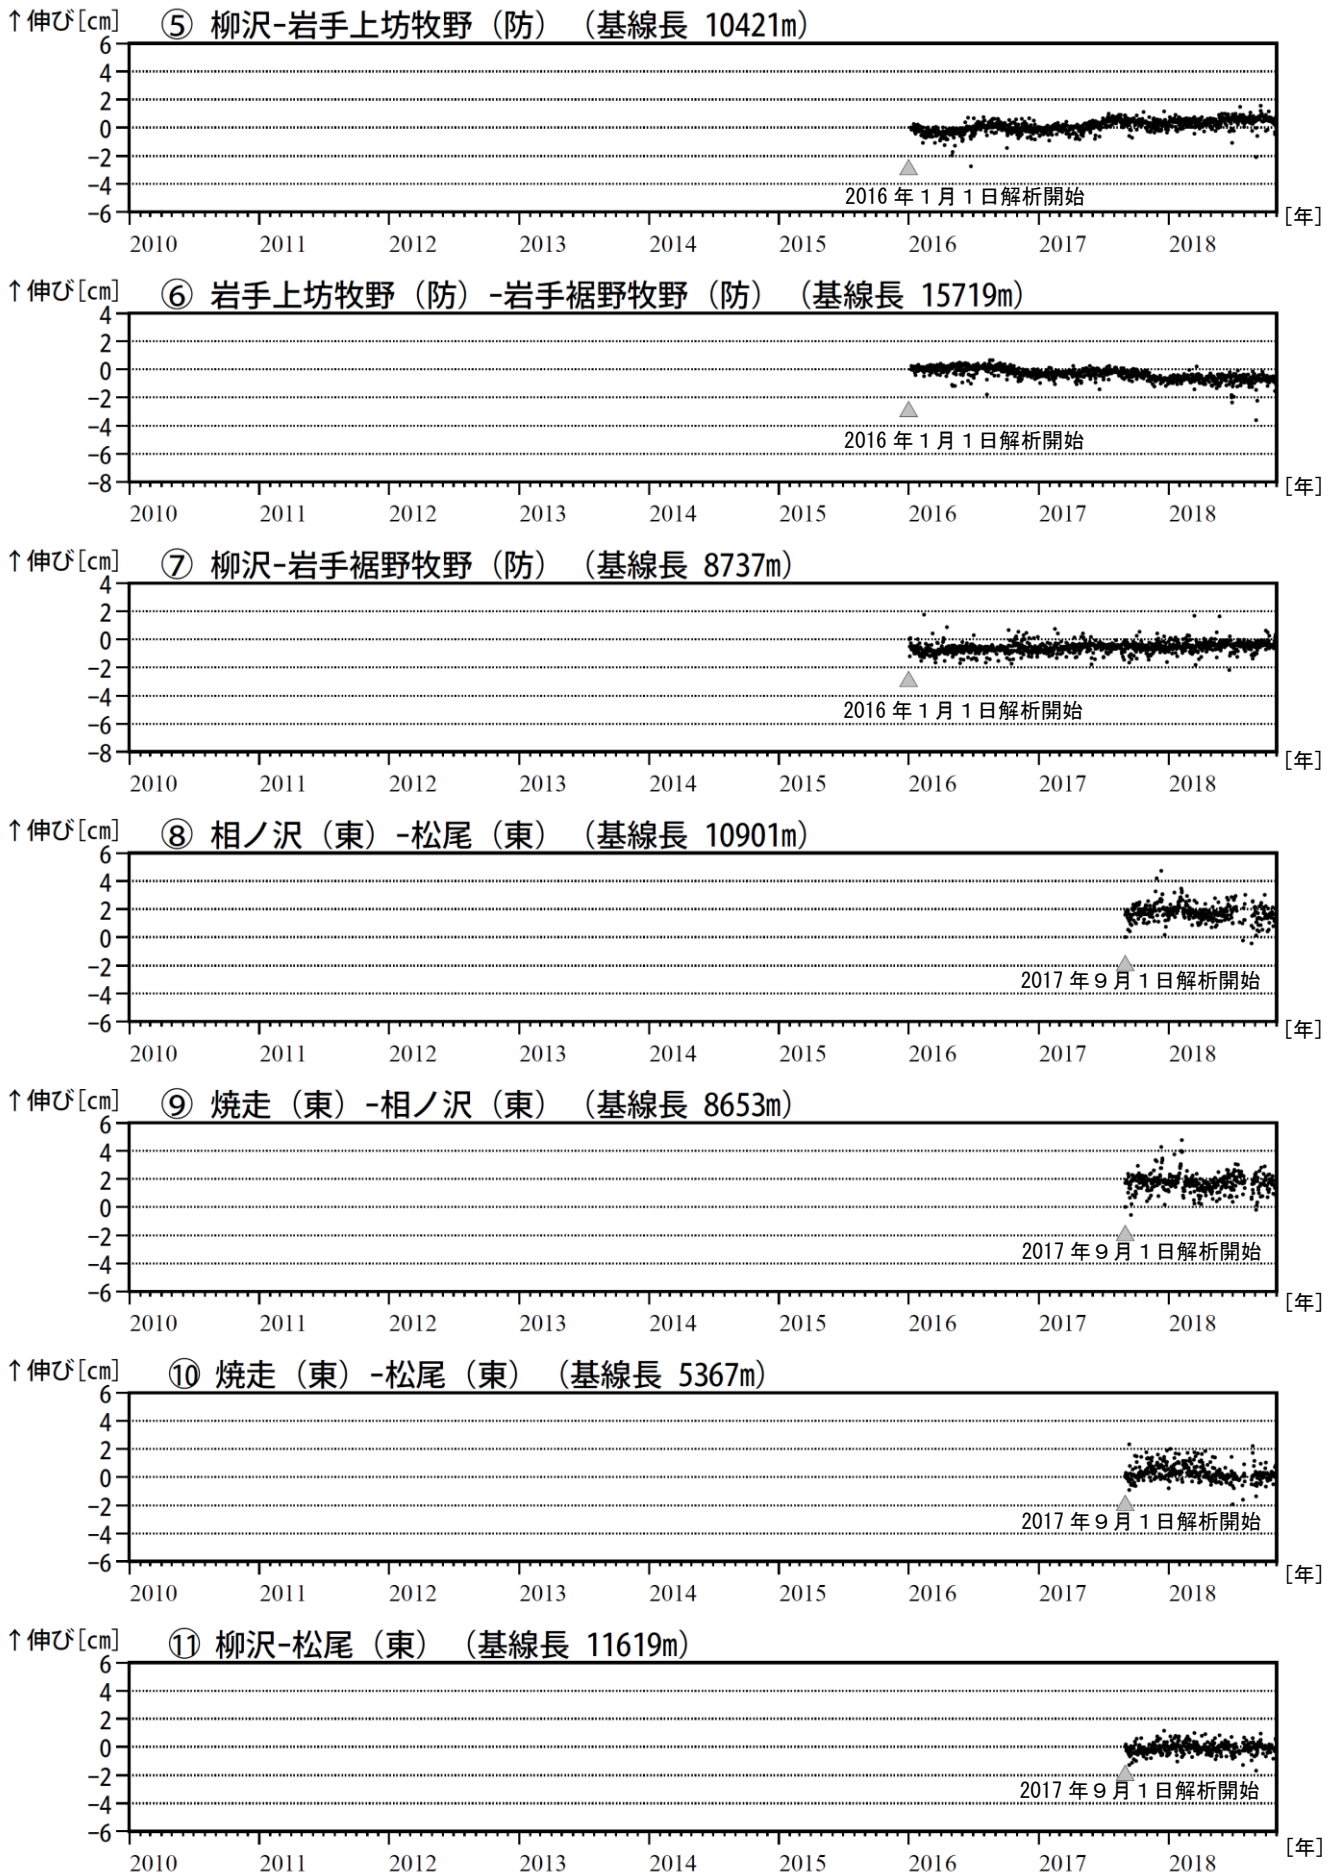 ↑伸び[cm] ⑤ 柳沢-岩手上坊牧野（防）（基線長 10421m）
6
4
2
0
-2
-4
-6
2016年１月１日解析開始
[年]
2010 2011 2012 2013 2014 2015 2016 2017 2018
↑伸び[cm] ⑥ 岩手上坊牧野（防）-岩手裾野牧野（防）（基線長 15719m）
4
2
0
-2
-4
-6
-8
2016年１月１日解析開始
[年]
2010 2011 2012 2013 2014 2015 2016 2017 2018
↑伸び[cm] ⑦ 柳沢-岩手裾野牧野（防）（基線長 8737m）
4
2
0
-2
-4
-6
-8
2016年１月１日解析開始
[年]
2010 2011 2012 2013 2014 2015 2016 2017 2018
↑伸び[cm] ⑧ 相ノ沢（東）-松尾（東）（基線長 10901m）
6
4
2
0
-2
-4
-6
2017年９月１日解析開始
[年]
2010 2011 2012 2013 2014 2015 2016 2017 2018
↑伸び[cm] ⑨ 焼走（東）-相ノ沢（東）（基線長 8653m）
6
4
2
0
-2
-4
-6
2017年９月１日解析開始
[年]
2010 2011 2012 2013 2014 2015 2016 2017 2018
↑伸び[cm] ⑩ 焼走（東）-松尾（東）（基線長 5367m）
6
4
2
0
-2
-4
-6
2017年９月１日解析開始
[年]
2010 2011 2012 2013 2014 2015 2016 2017 2018
↑伸び[cm] ⑪ 柳沢-松尾（東）（基線長 11619m）
6
4
2
0
-2
-4
-6
2017年９月１日解析開始
[年]
2010 2011 2012 2013 2014 2015 2016 2017 2018